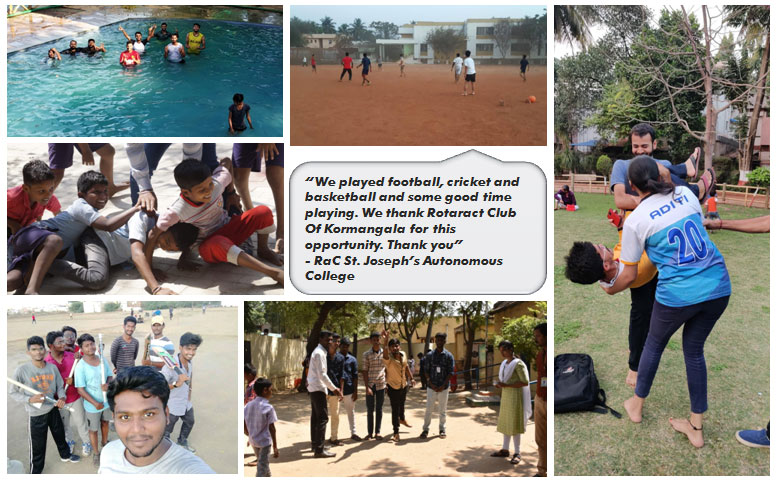 “We played football, cricket and
basketball and some good time
playing. We thank Rotaract Club
Of Kormangala for this
opportunity. Thank you”
- RaC St. Joseph’s Autonomous
College
ADITI
20